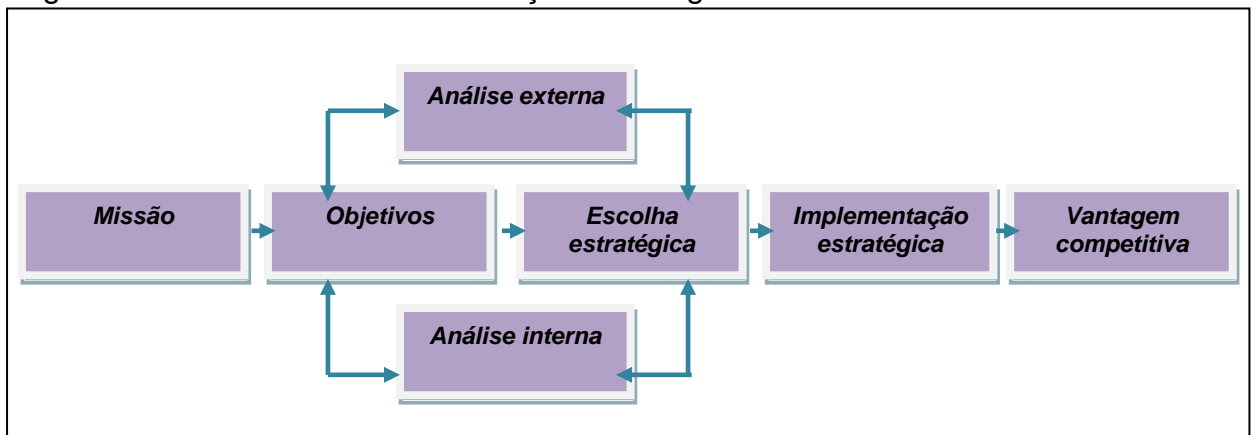 Análise externa
Missão
Objetivos
Escolha
estratégica
Implementação
estratégica
Vantagem
competitiva
Análise interna